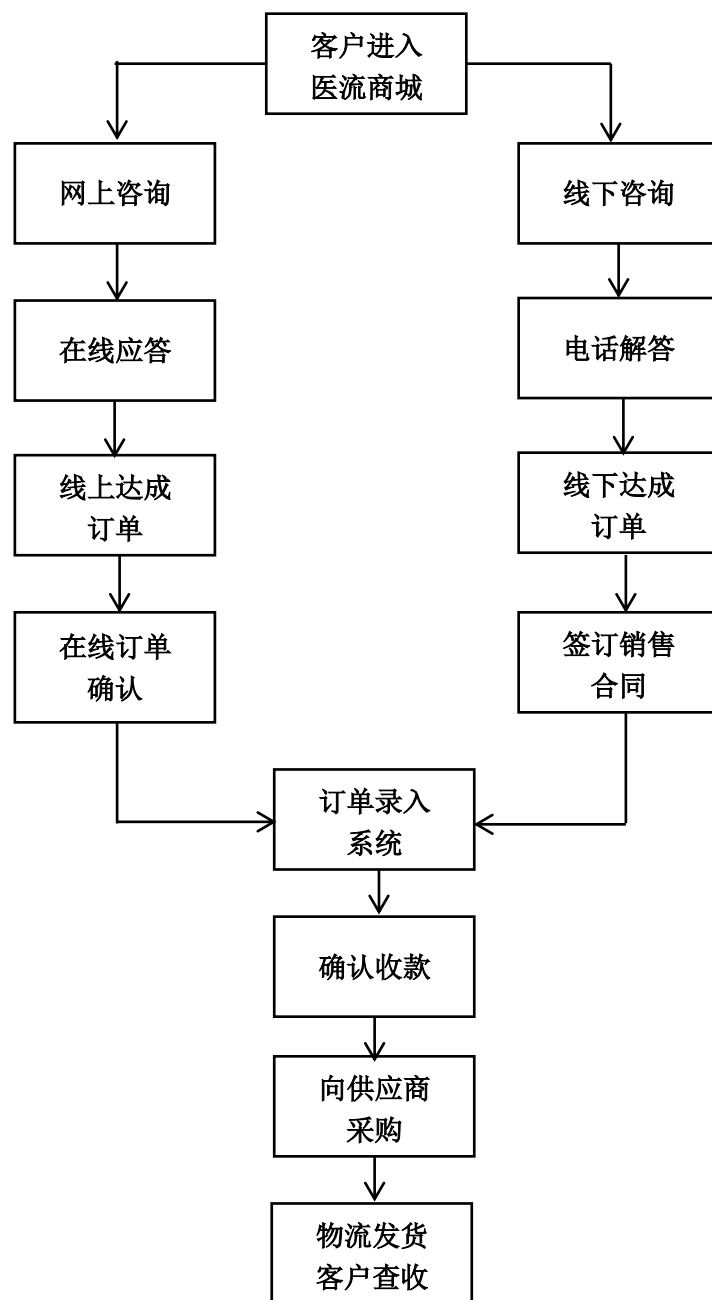 客户进入
医流商城
网上咨询
线下咨询
在线应答
电话解答
线上达成
订单
线下达成
订单
在线订单
确认
签订销售
合同
订单录入
系统
确认收款
向供应商
采购
物流发货
客户查收